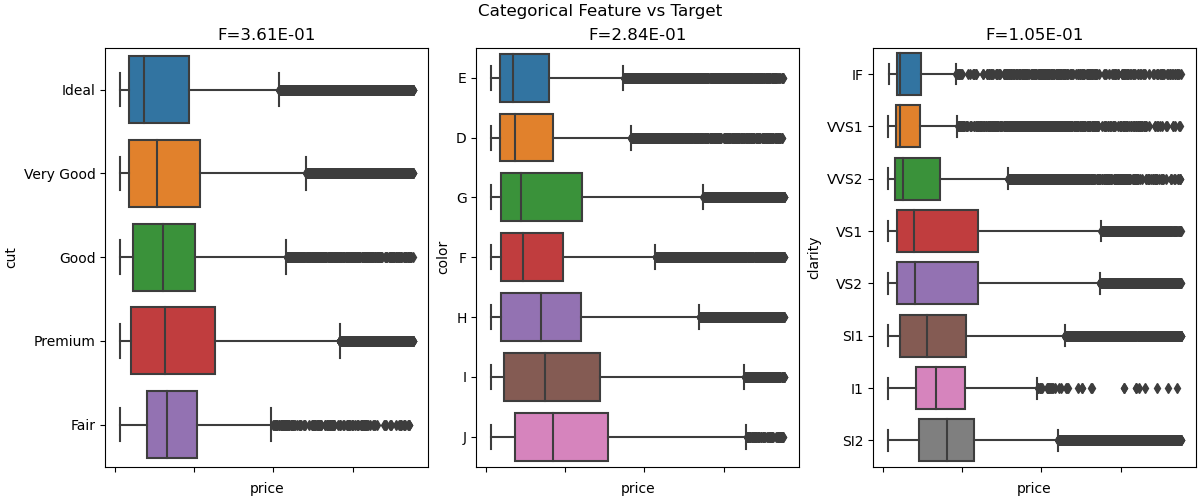 Categorical Feature vs Target
F=3.61E-01
cut
Ideal
Very Good
Good
Premium
Fair
price
F=2.84E-01
color
E
D
G
F
H
I
J
price
F=1.05E-01
clarity
IF
VVS1
VVS2
VS1
VS2
SI1
I1
SI2
price